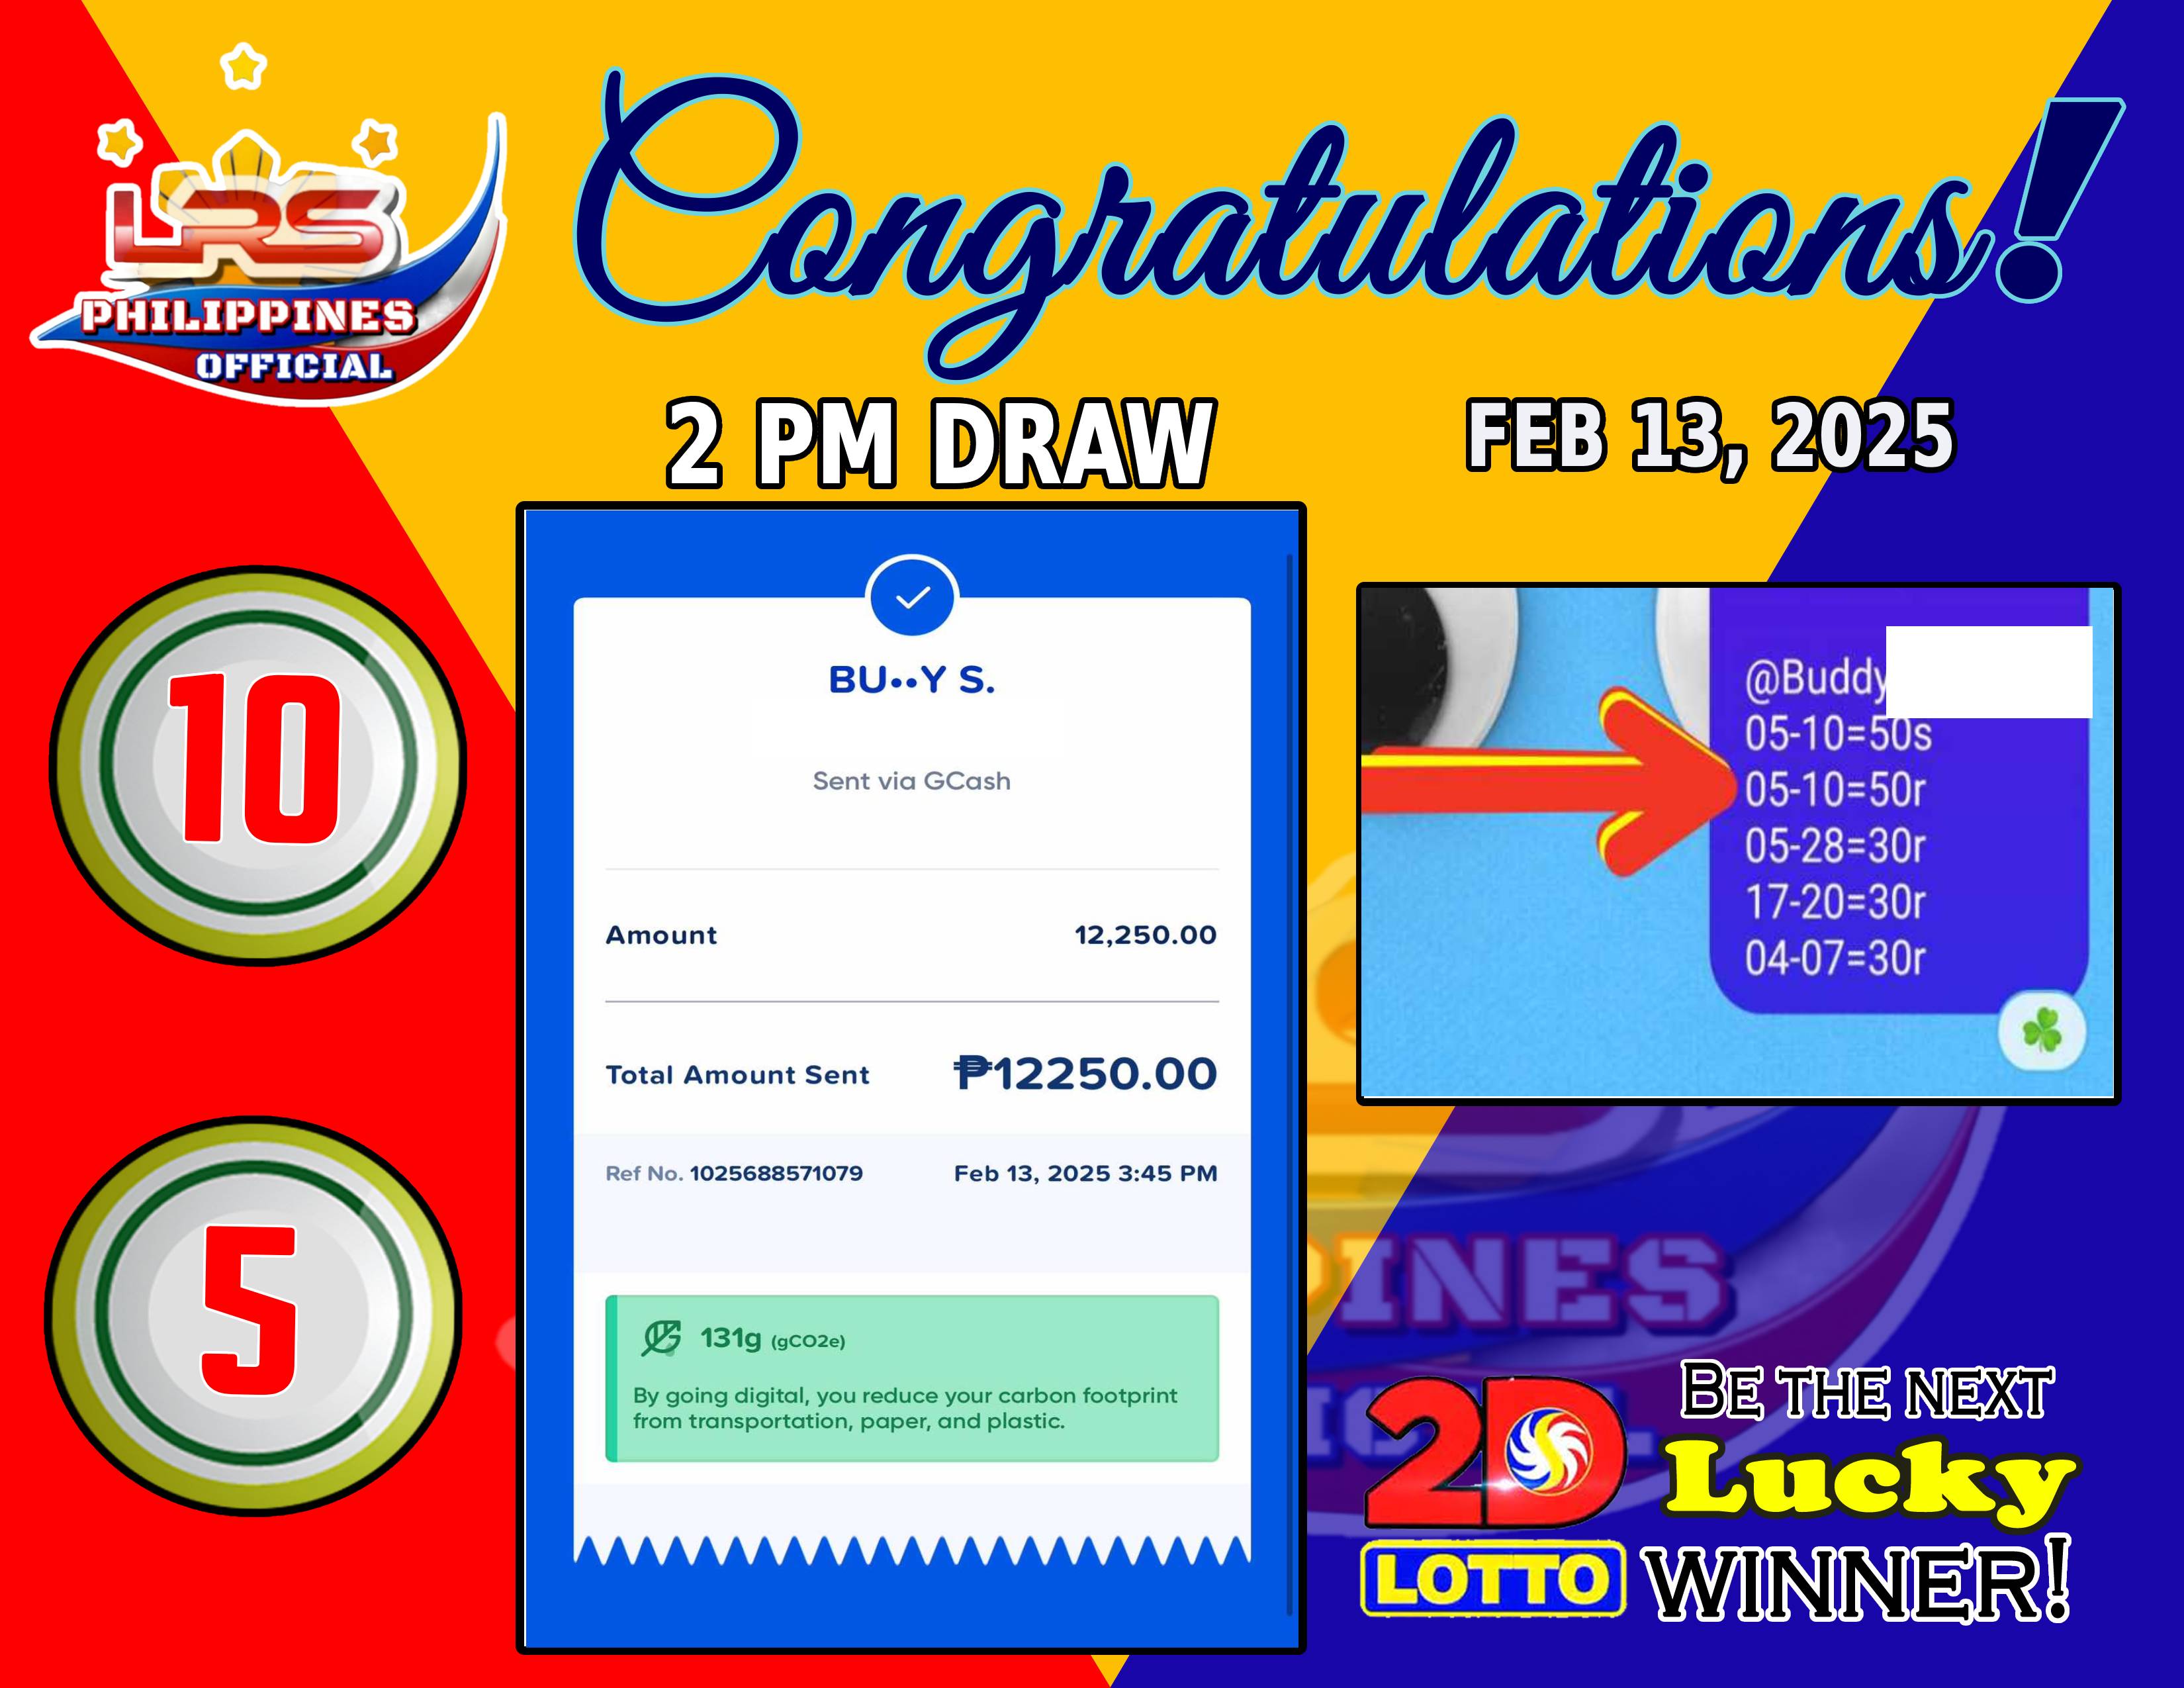 LRS
PHILIPPINES
OFFICIAL
Congratulations!
2 PM DRAW
FEB 13, 2025
10
5
BU••Y S.
Sent via GCash
Amount 12,250.00
Total Amount Sent ₱12250.00
Ref No. 1025688571079 Feb 13, 2025 3:45 PM
131g (gCO2e)
By going digital, you reduce your carbon footprint
from transportation, paper, and plastic.
@Buddy
05-10=50s
05-10=50r
05-28=30r
17-20=30r
04-07=30r
PINES
2D
LOTTO
BE THE NEXT
Lucky
WINNER!